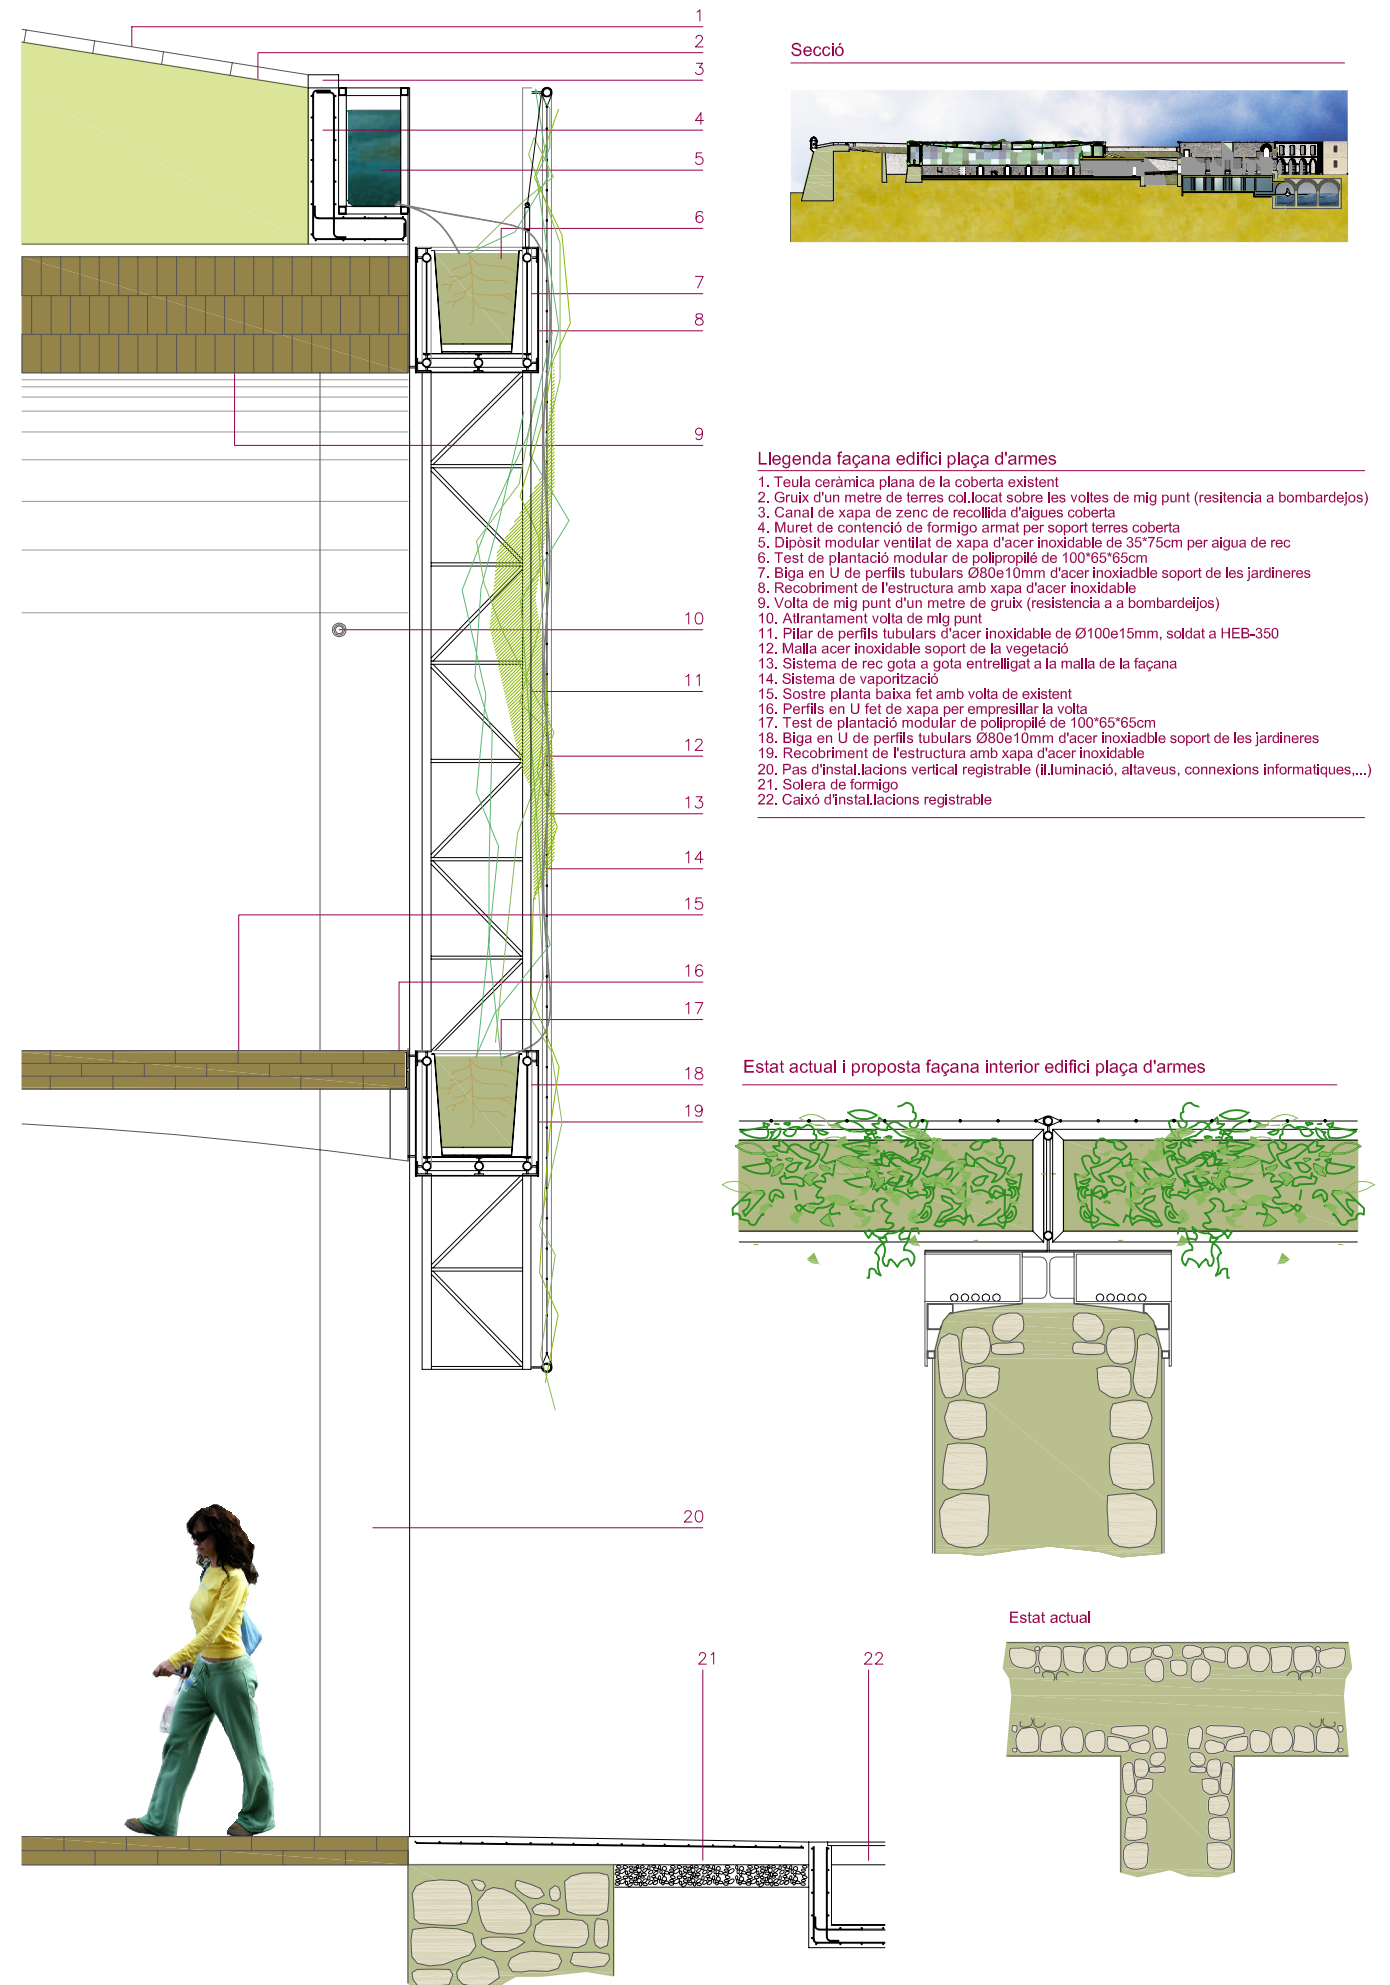 1
2
3
4
5
6
7
8
9
10
11
12
13
14
15
16
17
18
19
20
21
22
Secció
Llegenda façana edifici plaça d'armes
1. Teula ceràmica plana de la coberta existent
2. Gruix d'un metre de terres col.locat sobre les voltes de mig punt (resitencia a bombardejos)
3. Canal de xapa de zenc de recollida d'aigues coberta
4. Muret de contenció de formigo armat per soport terres coberta
5. Dipòsit modular ventilat de xapa d'acer inoxidable de 35*75cm per aigua de rec
6. Test de plantació modular de polipropilé de 100*65*65cm
7. Biga en U de perfils tubulars Ø80e10mm d'acer inoxiadble soport de les jardineres
8. Recobriment de l'estructura amb xapa d'acer inoxidable
9. Volta de mig punt d'un metre de gruix (resistencia a a bombardeijos)
10. Atirantament volta de mig punt
11. Pilar de perfils tubulars d'acer inoxidable de Ø100e15mm, soldat a HEB-350
12. Malla acer inoxidable soport de la vegetació
13. Sistema de rec gota a gota entrelligat a la malla de la façana
14. Sistema de vaporització
15. Sostre planta baixa fet amb volta de existent
16. Perfils en U fet de xapa per empresillar la volta
17. Test de plantació modular de polipropilé de 100*65*65cm
18. Biga en U de perfils tubulars Ø80e10mm d'acer inoxiadble soport de les jardineres
19. Recobriment de l'estructura amb xapa d'acer inoxidable
20. Pas d'instal.lacions vertical registrable (il.luminació, altaveus, connexions informatiques,...)
21. Solera de formigo
22. Caixó d'instal.lacions registrable
Estat actual i proposta façana interior edifici plaça d'armes
Estat actual